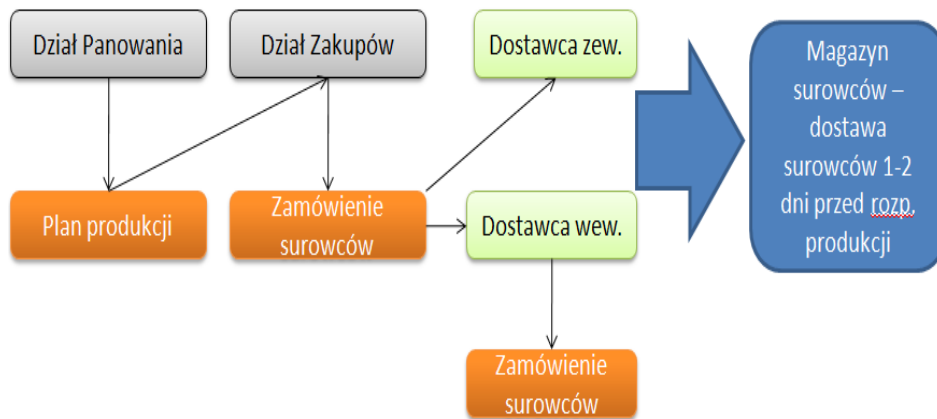 Dział Panowania
Dział Zakupów
Dostawca zew.
Magazyn
surowców –
dostawa
surowców 1-2
dni przed rozp.
produkcji
Plan produkcji
Zamówienie
surowców
Dostawca wew.
Zamówienie
surowców